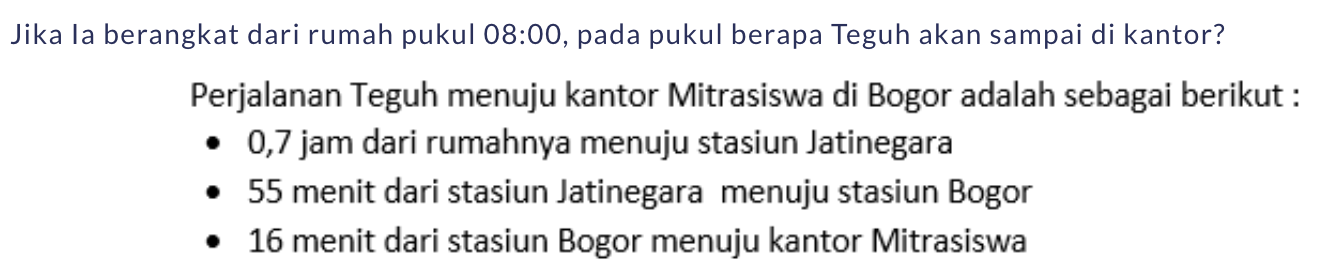 Jika Ia berangkat dari rumah pukul 08:00, pada pukul berapa Teguh akan sampai di kantor?
Perjalanan Teguh menuju kantor Mitrasiswa di Bogor adalah sebagai berikut :
• 0,7 jam dari rumahnya menuju stasiun Jatinegara
• 55 menit dari stasiun Jatinegara menuju stasiun Bogor
• 16 menit dari stasiun Bogor menuju kantor Mitrasiswa